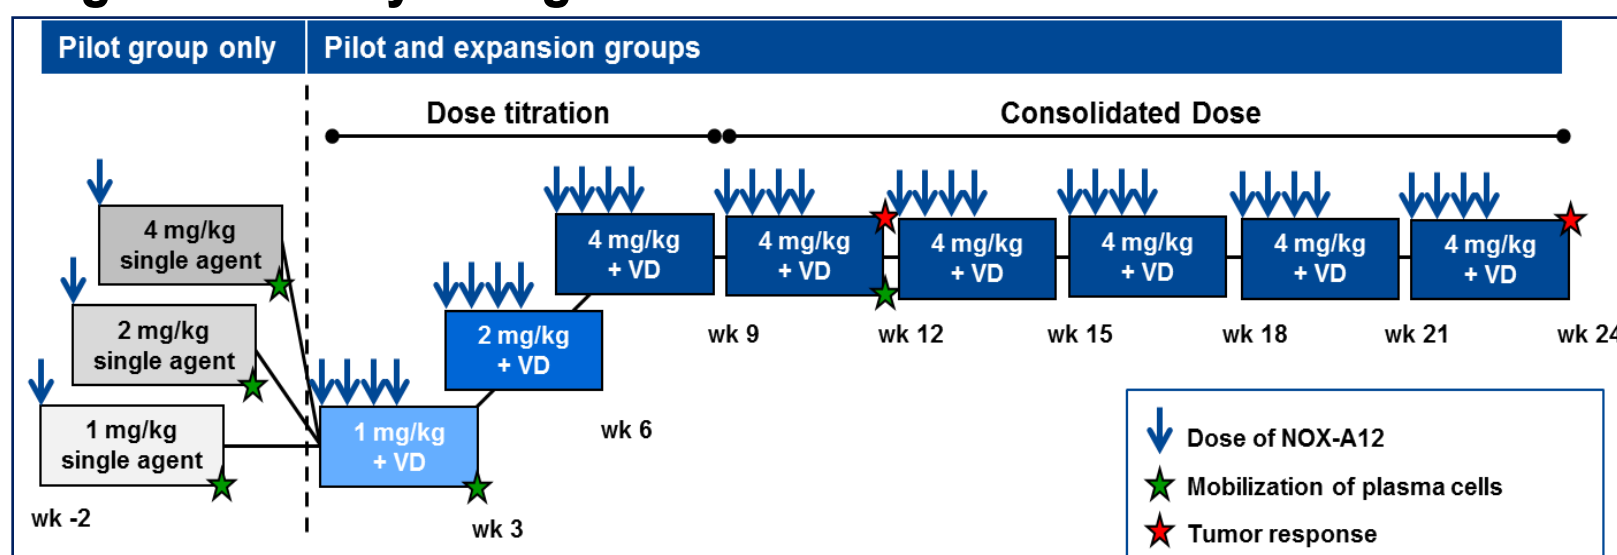 Pilot group only
Pilot and expansion groups
Dose titration
Consolidated Dose
4 mg/kg
single agent
2 mg/kg
single agent
1 mg/kg
single agent
wk -2
1 mg/kg
+ VD
wk 3
2 mg/kg
+ VD
wk 6
4 mg/kg
+ VD
4 mg/kg
+ VD
4 mg/kg
+ VD
4 mg/kg
+ VD
4 mg/kg
+ VD
4 mg/kg
+ VD
wk 9
wk 12
wk 15
wk 18
wk 21
wk 24
Dose of NOX-A12
Mobilization of plasma cells
Tumor response